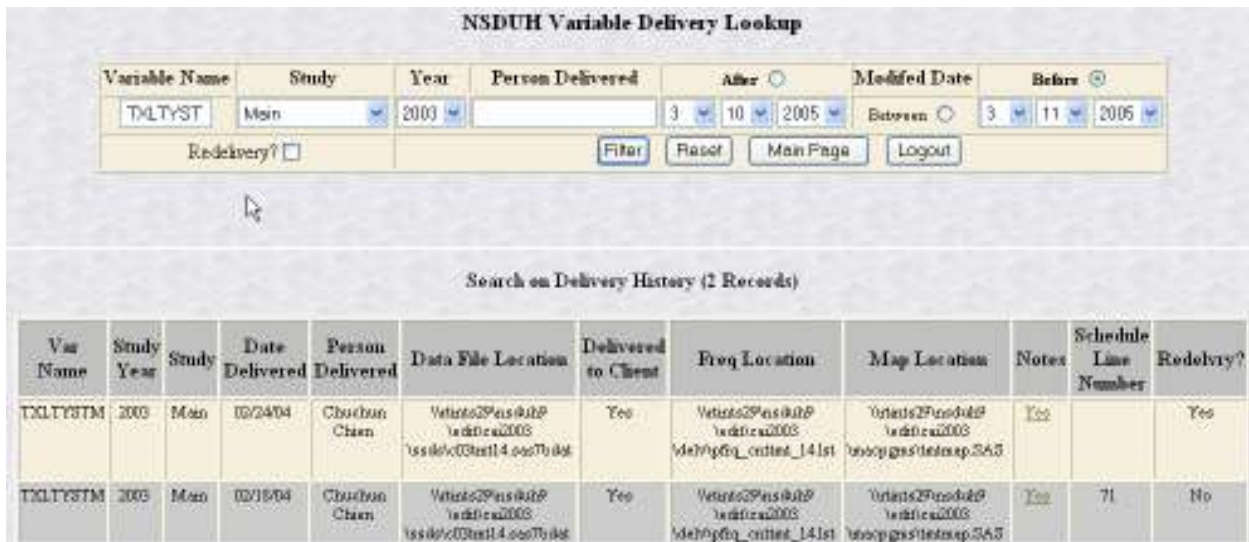 NSDUH Variable Delivery Lookup
Variable Name Study Year Person Delivered After Modifed Date Before
TXLTYST Main 2003 3 10 2005 Between 3 11 2005
Redelivery? Filter Reset Main Page Logout
Search on Delivery History (2 Records)
Var Name Study Year Study Date Delivered Person Delivered Data File Location Delivered to Client Freq Location Map Location Notes Schedule Line Number Redelvry?
TXLTYSTM 2003 Main 02/24/04 Chuchun Chien Yes Yes Yes
TXLTYSTM 2003 Main 02/18/04 Chuchun Chien Yes Yes 71 No